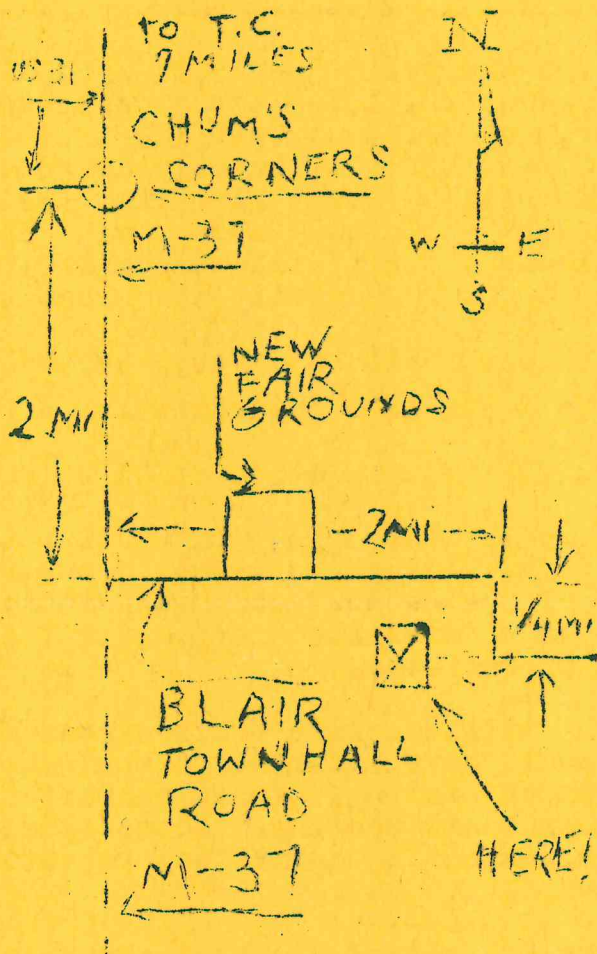 to T.C.
7 MILES
US 31
CHUM'S
CORNERS
M-37
N
W E
S
NEW
FAIR
GROUNDS
2 MI
2 MI
1/4 MI
BLAIR
TOWNHALL
ROAD
M-37
HERE!